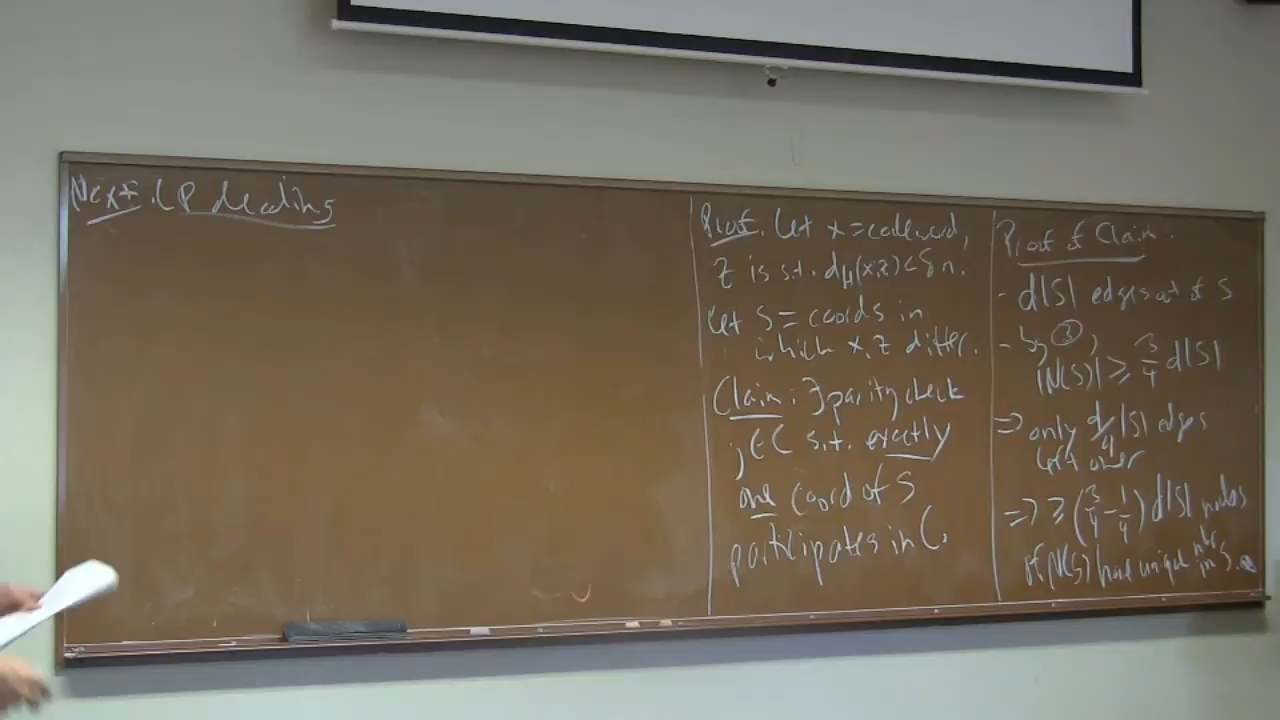 Next: LP decoding
Proof. Let x = codeword,
z is s.t. d_H(x,z) < δn.
Let S = coords in
which x, z differ.
Claim: ∃ parity check
j ∈ C s.t. exactly
one coord of S
participates in C.
Proof of Claim.
- d|S| edges out of S
- by ③,
|N(S)| ≥ 3/4 d|S|
⇒ only d/4 |S| edges
left over
⇒ ≥ (3/4 - 1/4) d|S| nodes
of N(S) have unique nbr in S.